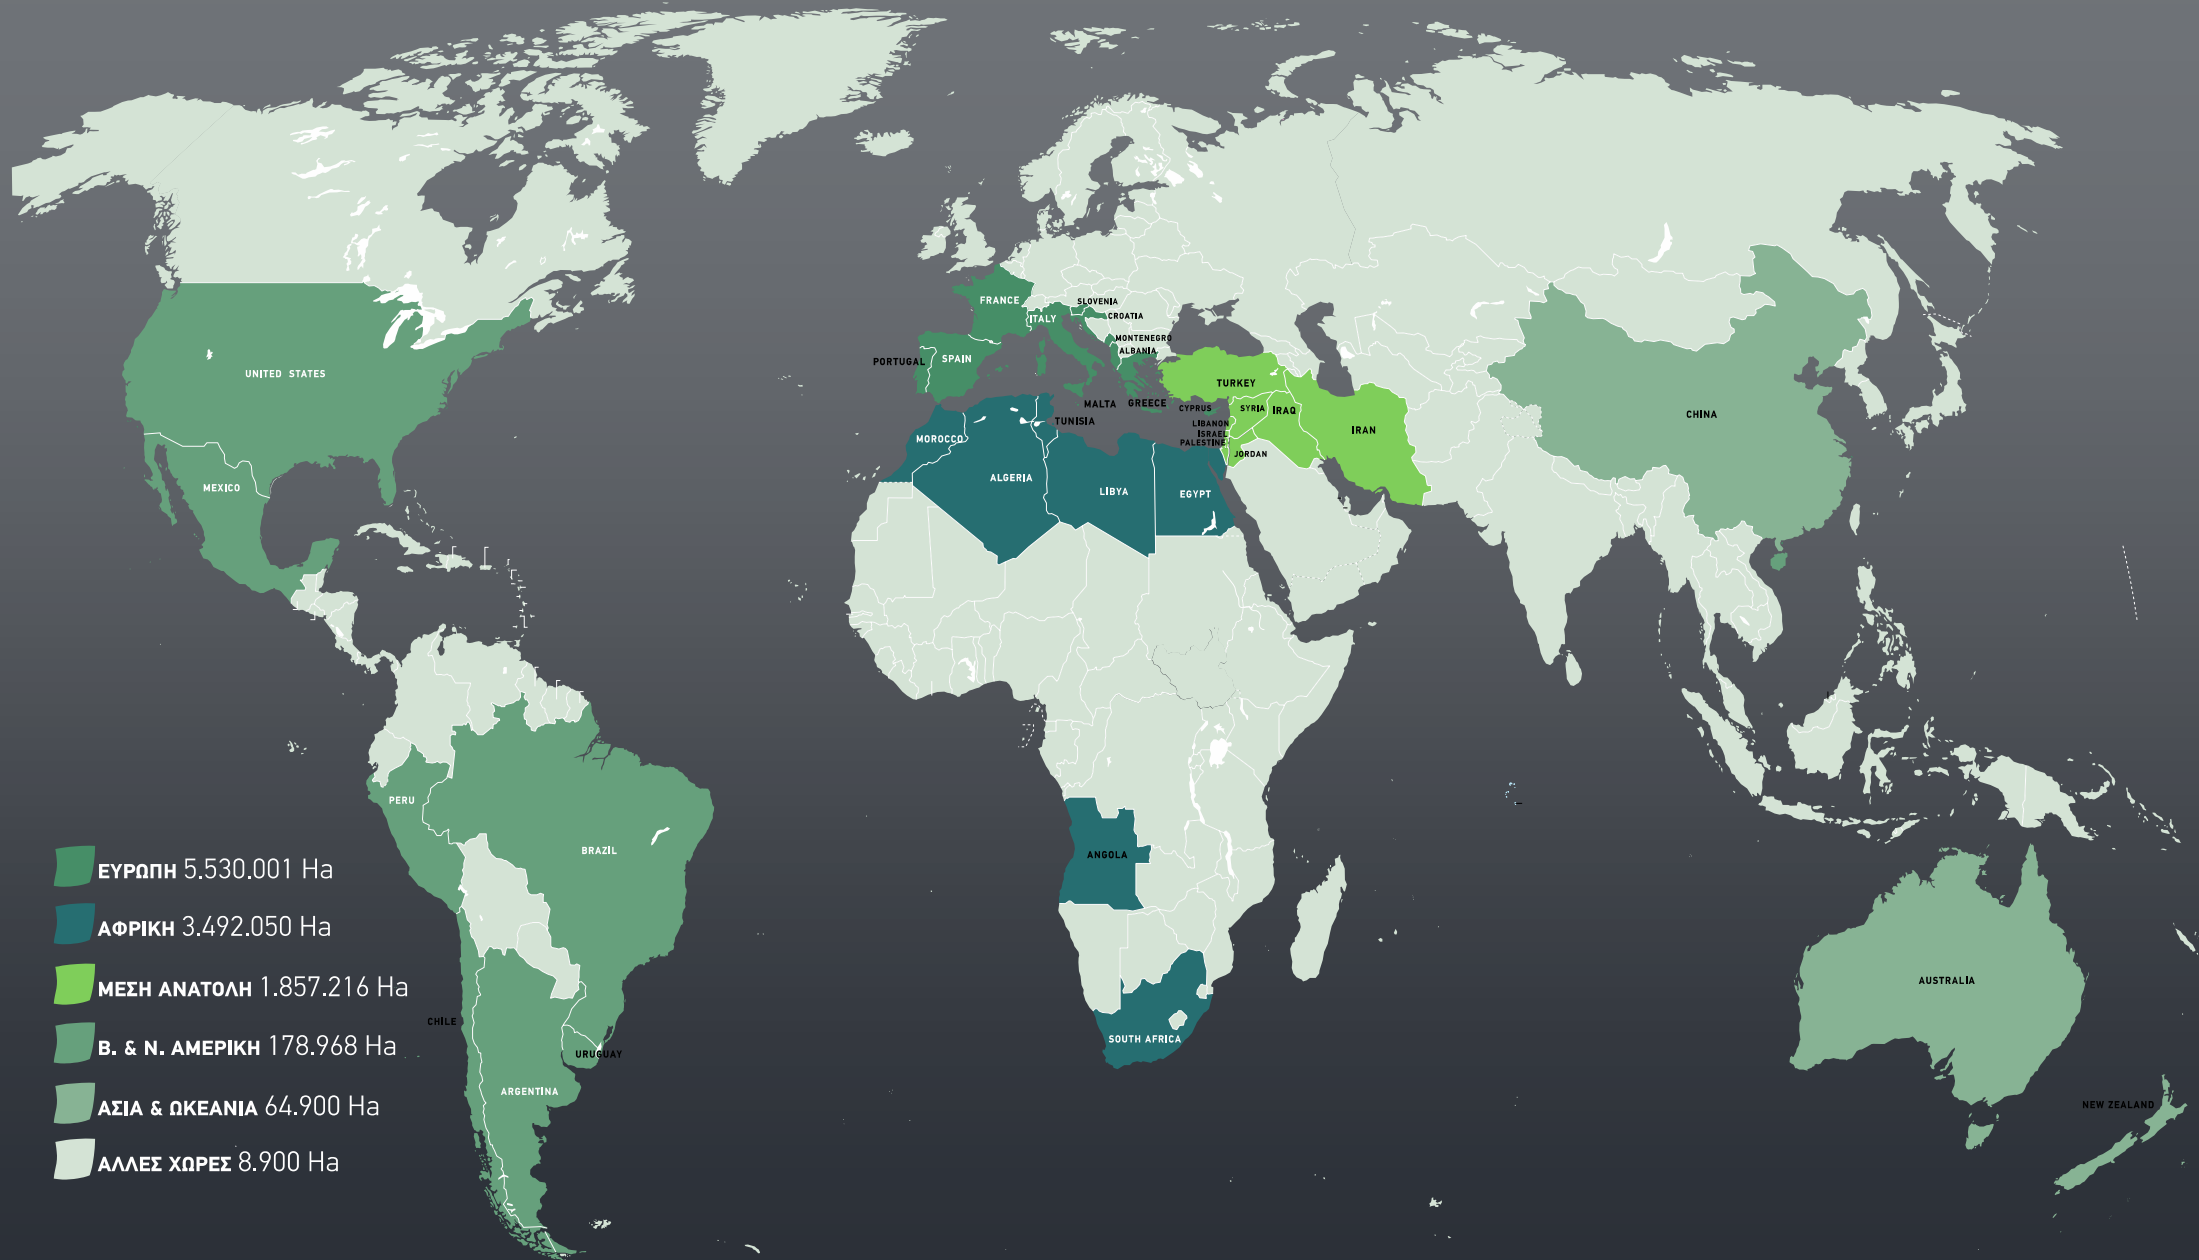 FRANCE
SLOVENIA
ITALY
CROATIA
MONTENEGRO
ALBANIA
PORTUGAL
SPAIN
UNITED STATES
TURKEY
MALTA
GREECE
CYPRUS
SYRIA
IRAQ
CHINA
TUNISIA
LIBANON
ISRAEL
IRAN
MOROCCO
PALESTINE
JORDAN
MEXICO
ALGERIA
LIBYA
EGYPT
PERU
BRAZIL
ANGOLA
ΕΥΡΩΠΗ 5.530.001 Ha
ΑΦΡΙΚΗ 3.492.050 Ha
ΜΕΣΗ ΑΝΑΤΟΛΗ 1.857.216 Ha
AUSTRALIA
CHILE
SOUTH AFRICA
Β. & Ν. ΑΜΕΡΙΚΗ 178.968 Ha
URUGUAY
ARGENTINA
ΑΣΙΑ & ΩΚΕΑΝΙΑ 64.900 Ha
NEW ZEALAND
ΑΛΛΕΣ ΧΩΡΕΣ 8.900 Ha